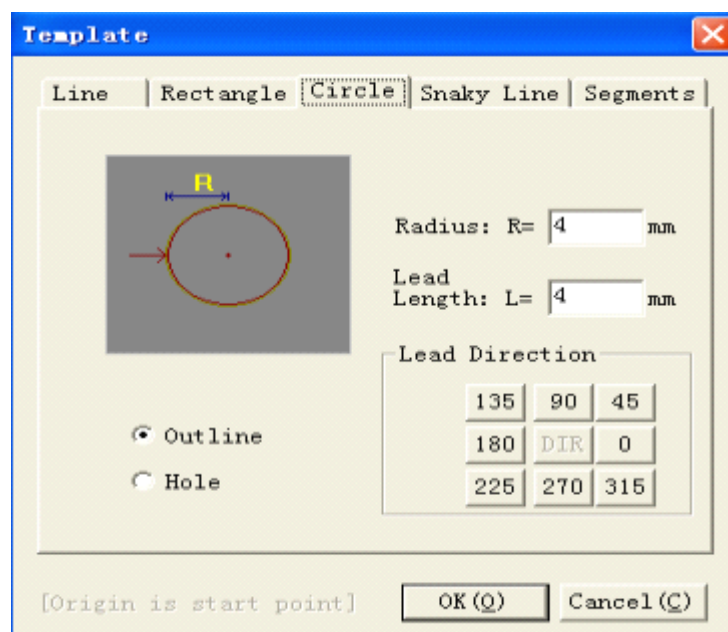 Template
Line Rectangle Circle Snaky Line Segments
R
Radius: R= 4 mm
Lead
Length: L= 4 mm
Lead Direction
135 90 45
180 DIR 0
225 270 315
Outline
Hole
[Origin is start point] OK(O) Cancel(C)